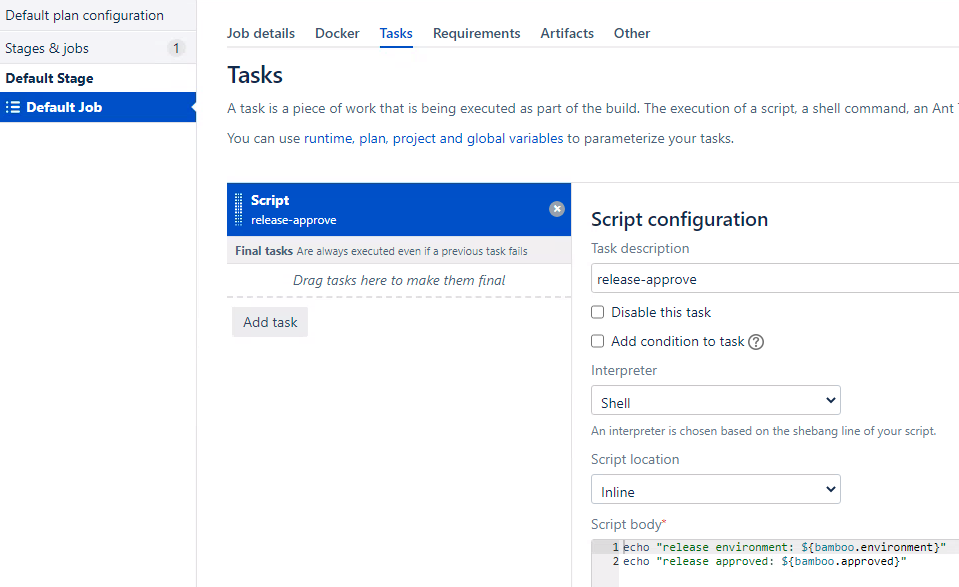 Default plan configuration
Stages & jobs 1
Default Stage
Default Job
Job details Docker Tasks Requirements Artifacts Other
Tasks
A task is a piece of work that is being executed as part of the build. The execution of a script, a shell command, an Ant
You can use runtime, plan, project and global variables to parameterize your tasks.
Script
release-approve
Final tasks Are always executed even if a previous task fails
Drag tasks here to make them final
Add task
Script configuration
Task description
release-approve
Disable this task
Add condition to task ?
Interpreter
Shell
An interpreter is chosen based on the shebang line of your script.
Script location
Inline
Script body*
1 echo "release environment: ${bamboo.environment}"
2 echo "release approved: ${bamboo.approved}"